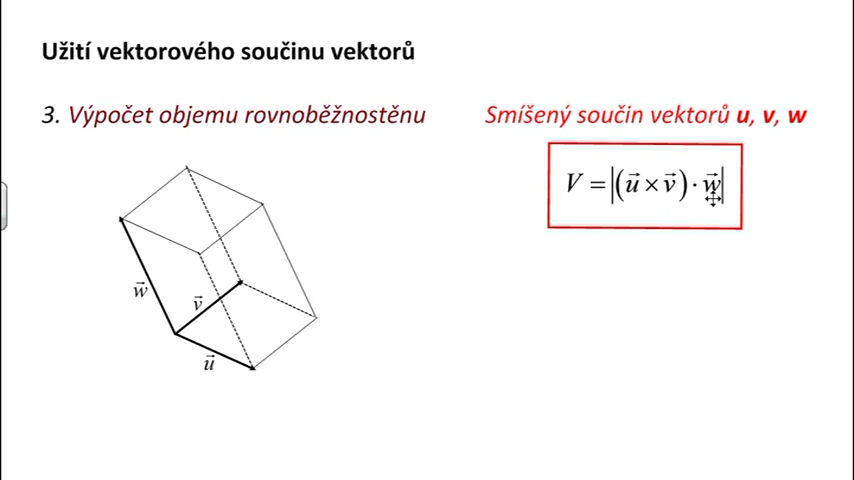 Užití vektorového součinu vektorů
3. Výpočet objemu rovnoběžnostěnu
Smíšený součin vektorů u, v, w
V = |(u⃗ × v⃗) · w⃗|
w⃗
v⃗
u⃗